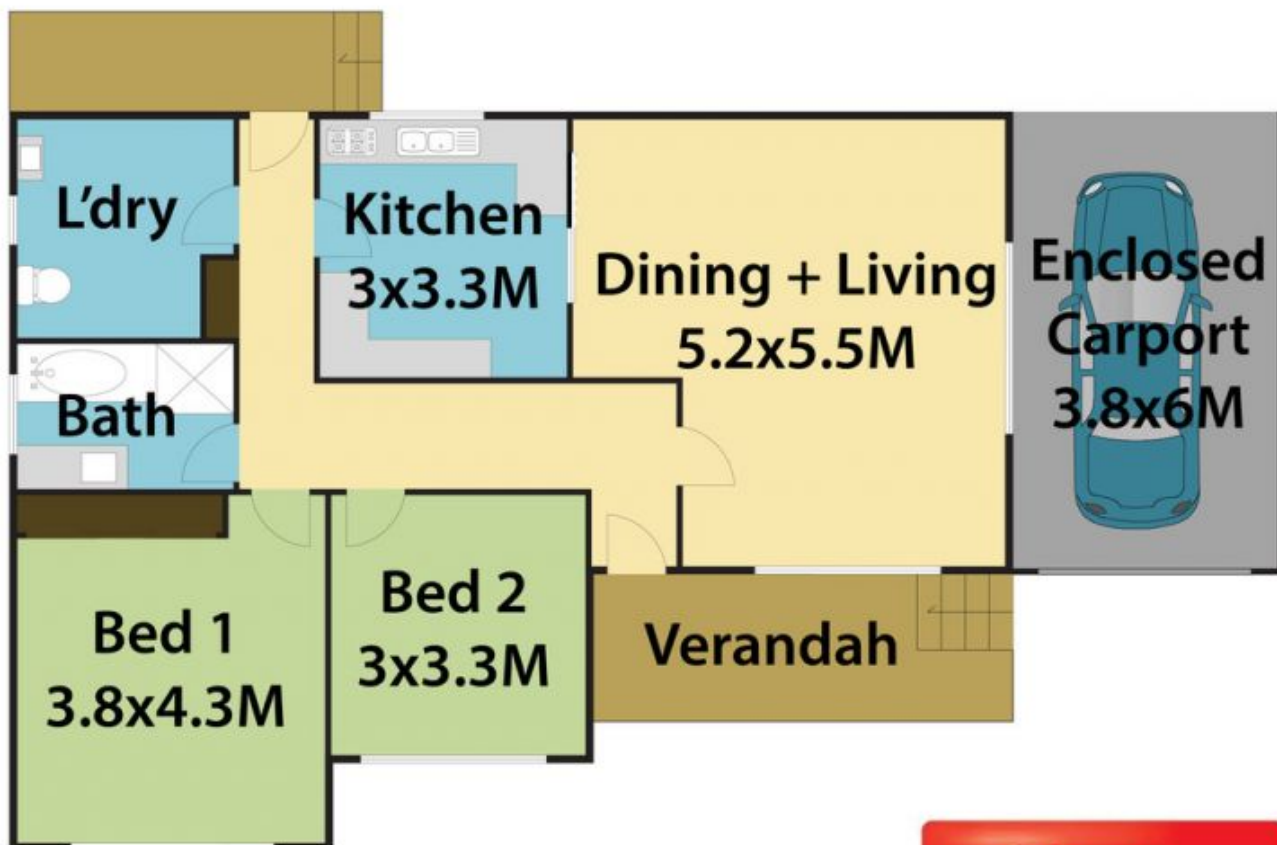 L'dry
Kitchen
3x3.3M
Dining + Living
5.2x5.5M
Enclosed
Carport
3.8x6M
Bath
Bed 1
3.8x4.3M
Bed 2
3x3.3M
Verandah